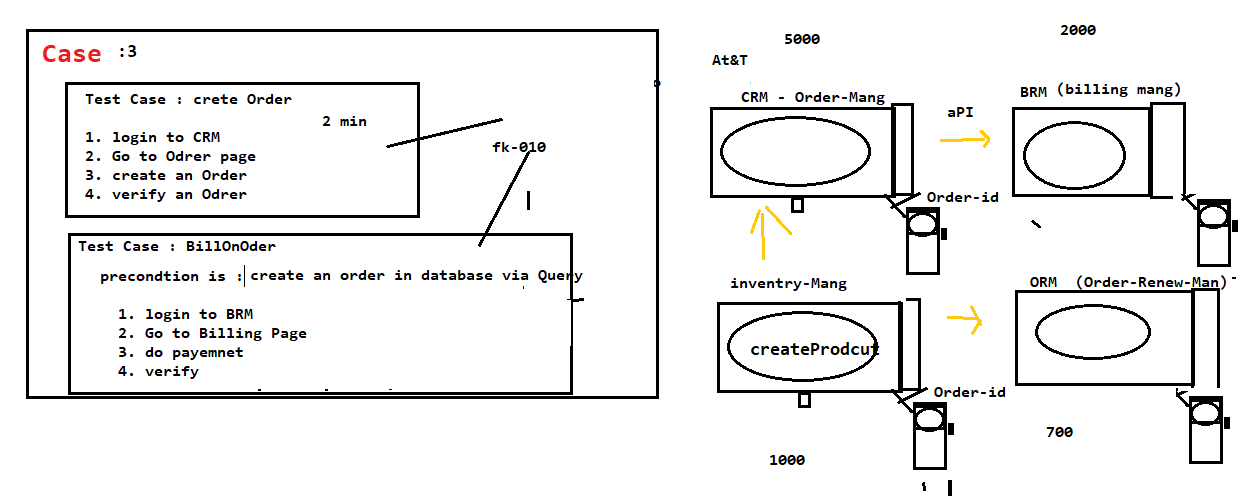 Case :3
Test Case : crete Order
2 min
1. login to CRM
2. Go to Odrer page
3. create an Order
4. verify an Odrer
fk-010
Test Case : BillOnOder
precondtion is : create an order in database via Query
1. login to BRM
2. Go to Billing Page
3. do payemnet
4. verify
5000
2000
At&T
CRM - Order-Mang
aPI
BRM (billing mang)
Order-id
inventry-Mang
ORM (Order-Renew-Man)
createProdcut
Order-id
700
1000